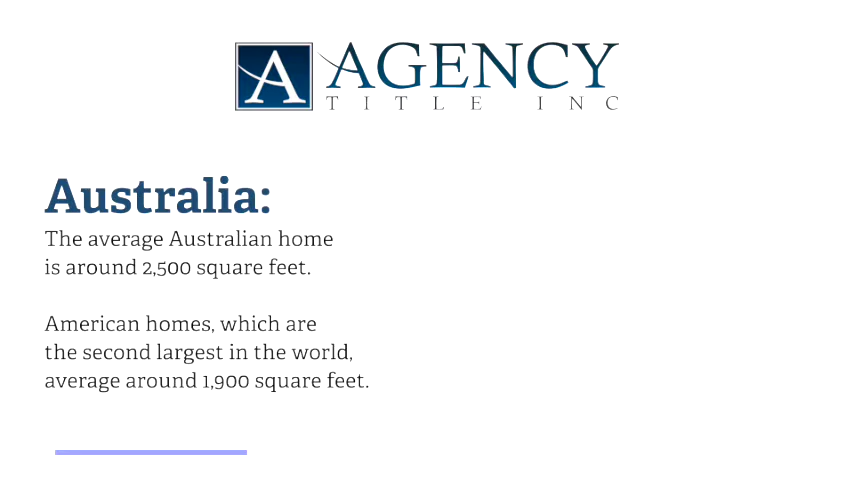 A AGENCY
TITLE INC
Australia:
The average Australian home
is around 2,500 square feet.
American homes, which are
the second largest in the world,
average around 1,900 square feet.